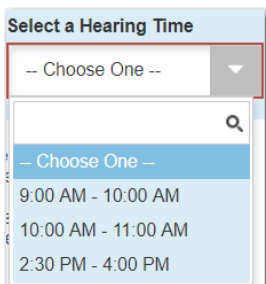 Select a Hearing Time
-- Choose One --
-- Choose One --
9:00 AM - 10:00 AM
10:00 AM - 11:00 AM
2:30 PM - 4:00 PM